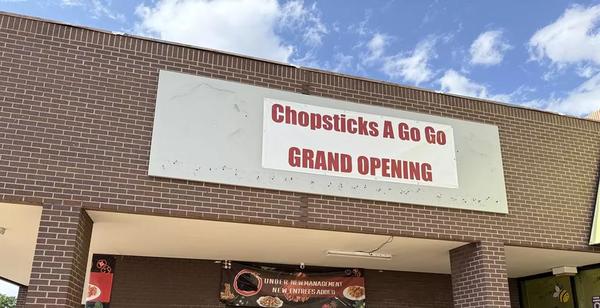 Chopsticks A Go Go
GRAND OPENING
UNDER NEW MANAGEMENT
NEW ENTREES ADDED